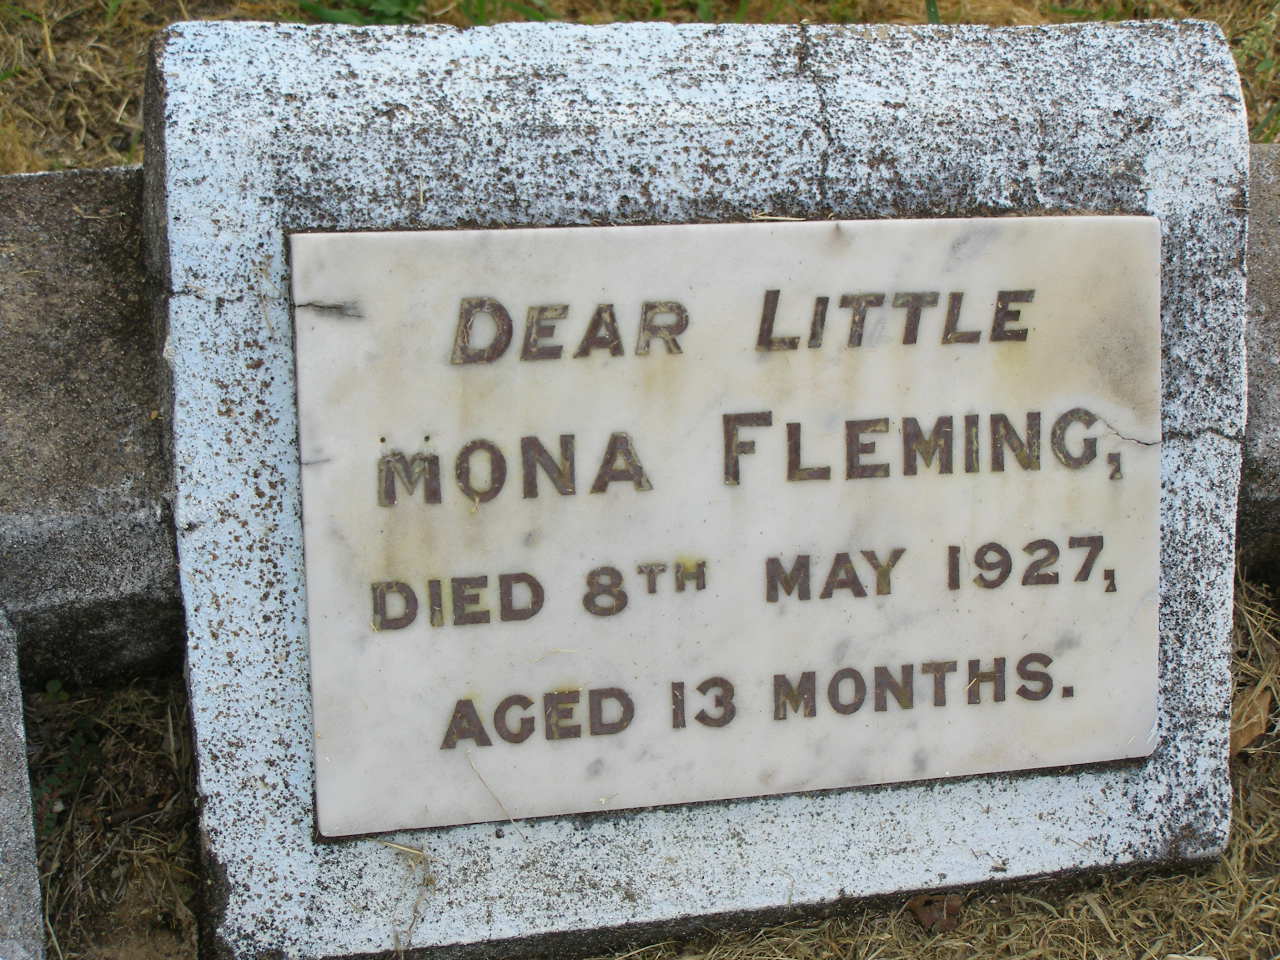 DEAR LITTLE
MONA FLEMING,
DIED 8TH MAY 1927,
AGED 13 MONTHS.